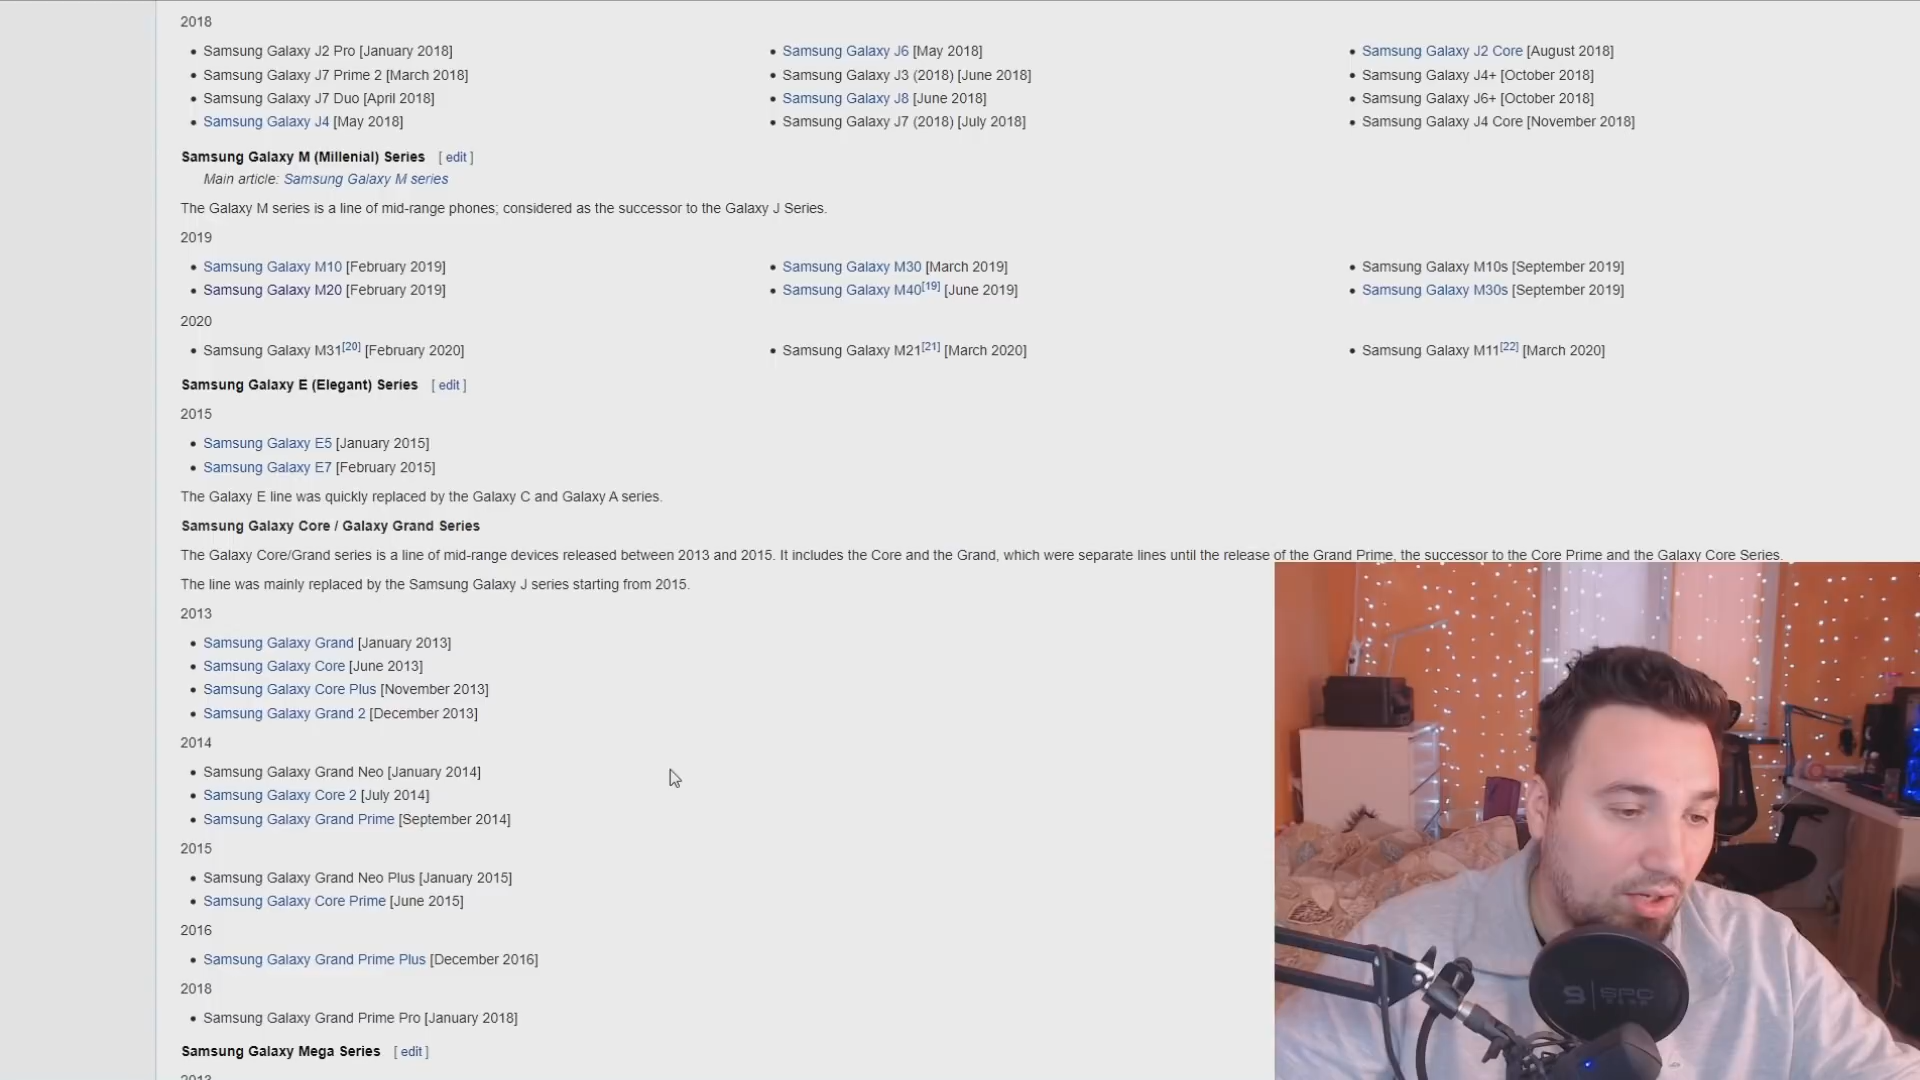 2018
• Samsung Galaxy J2 Pro [January 2018]
• Samsung Galaxy J7 Prime 2 [March 2018]
• Samsung Galaxy J7 Duo [April 2018]
• Samsung Galaxy J4 [May 2018]
• Samsung Galaxy J6 [May 2018]
• Samsung Galaxy J3 (2018) [June 2018]
• Samsung Galaxy J8 [June 2018]
• Samsung Galaxy J7 (2018) [July 2018]
• Samsung Galaxy J2 Core [August 2018]
• Samsung Galaxy J4+ [October 2018]
• Samsung Galaxy J6+ [October 2018]
• Samsung Galaxy J4 Core [November 2018]
Samsung Galaxy M (Millenial) Series [ edit ]
Main article: Samsung Galaxy M series
The Galaxy M series is a line of mid-range phones; considered as the successor to the Galaxy J Series.
2019
• Samsung Galaxy M10 [February 2019]
• Samsung Galaxy M20 [February 2019]
• Samsung Galaxy M30 [March 2019]
• Samsung Galaxy M40[19] [June 2019]
• Samsung Galaxy M10s [September 2019]
• Samsung Galaxy M30s [September 2019]
2020
• Samsung Galaxy M31[20] [February 2020]
• Samsung Galaxy M21[21] [March 2020]
• Samsung Galaxy M11[22] [March 2020]
Samsung Galaxy E (Elegant) Series [ edit ]
2015
• Samsung Galaxy E5 [January 2015]
• Samsung Galaxy E7 [February 2015]
The Galaxy E line was quickly replaced by the Galaxy C and Galaxy A series.
Samsung Galaxy Core / Galaxy Grand Series
The Galaxy Core/Grand series is a line of mid-range devices released between 2013 and 2015. It includes the Core and the Grand, which were separate lines until the release of the Grand Prime, the successor to the Core Prime and the Galaxy Core Series.
The line was mainly replaced by the Samsung Galaxy J series starting from 2015.
2013
• Samsung Galaxy Grand [January 2013]
• Samsung Galaxy Core [June 2013]
• Samsung Galaxy Core Plus [November 2013]
• Samsung Galaxy Grand 2 [December 2013]
2014
• Samsung Galaxy Grand Neo [January 2014]
• Samsung Galaxy Core 2 [July 2014]
• Samsung Galaxy Grand Prime [September 2014]
2015
• Samsung Galaxy Grand Neo Plus [January 2015]
• Samsung Galaxy Core Prime [June 2015]
2016
• Samsung Galaxy Grand Prime Plus [December 2016]
2018
• Samsung Galaxy Grand Prime Pro [January 2018]
Samsung Galaxy Mega Series [ edit ]
2013
SPC